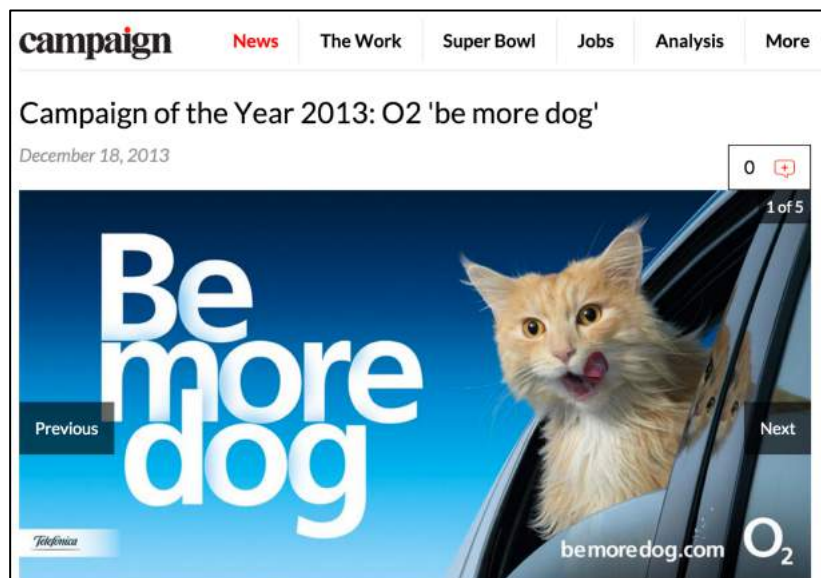 campaign News The Work Super Bowl Jobs Analysis More
Campaign of the Year 2013: O2 'be more dog'
December 18, 2013
0
1 of 5
Be
more
dog
Previous
Next
Telefónica
bemoredog.com O2